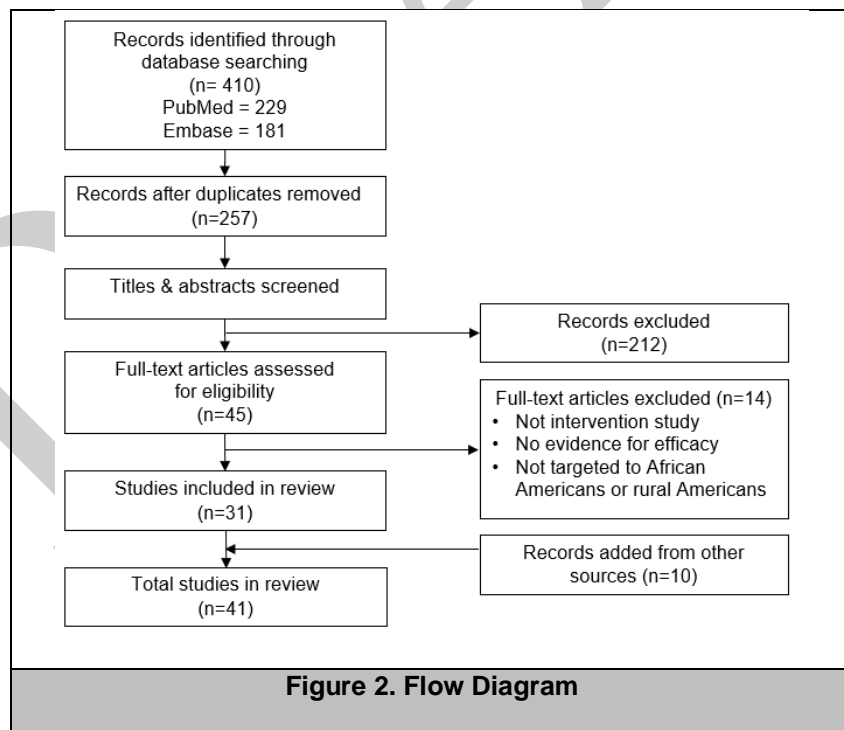 Records identified through
database searching
(n= 410)
PubMed = 229
Embase = 181
Records after duplicates removed
(n=257)
Titles & abstracts screened
Records excluded
(n=212)
Full-text articles assessed
for eligibility
(n=45)
Full-text articles excluded (n=14)
• Not intervention study
• No evidence for efficacy
• Not targeted to African
Americans or rural Americans
Studies included in review
(n=31)
Records added from other
sources (n=10)
Total studies in review
(n=41)
Figure 2. Flow Diagram